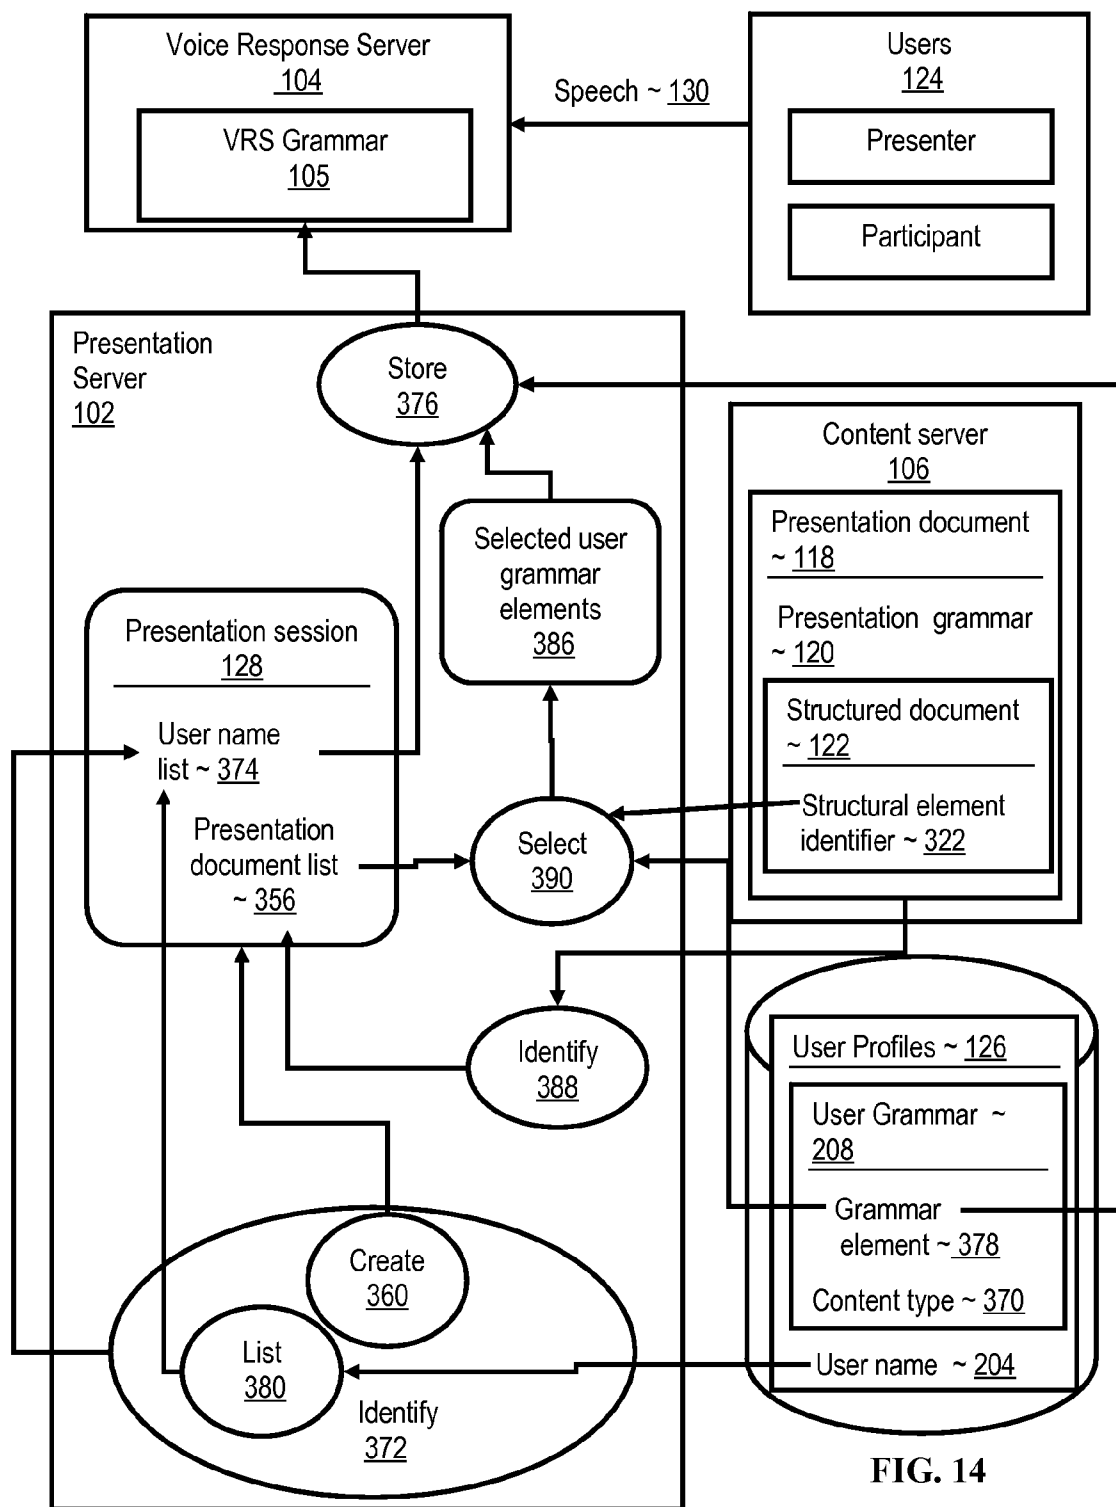 Voice Response Server
104
VRS Grammar
105
Speech ~ 130
Users
124
Presenter
Participant
Presentation
Server
102
Store
376
Content server
106
Presentation document
~ 118
Presentation grammar
~ 120
Structured document
~ 122
Structural element
identifier ~ 322
Selected user
grammar
elements
386
Presentation session
128
User name
list ~ 374
Presentation
document list
~ 356
Select
390
Identify
388
User Profiles ~ 126
User Grammar ~
208
Grammar
element ~ 378
Content type ~ 370
User name ~ 204
Create
360
List
380
Identify
372
FIG. 14